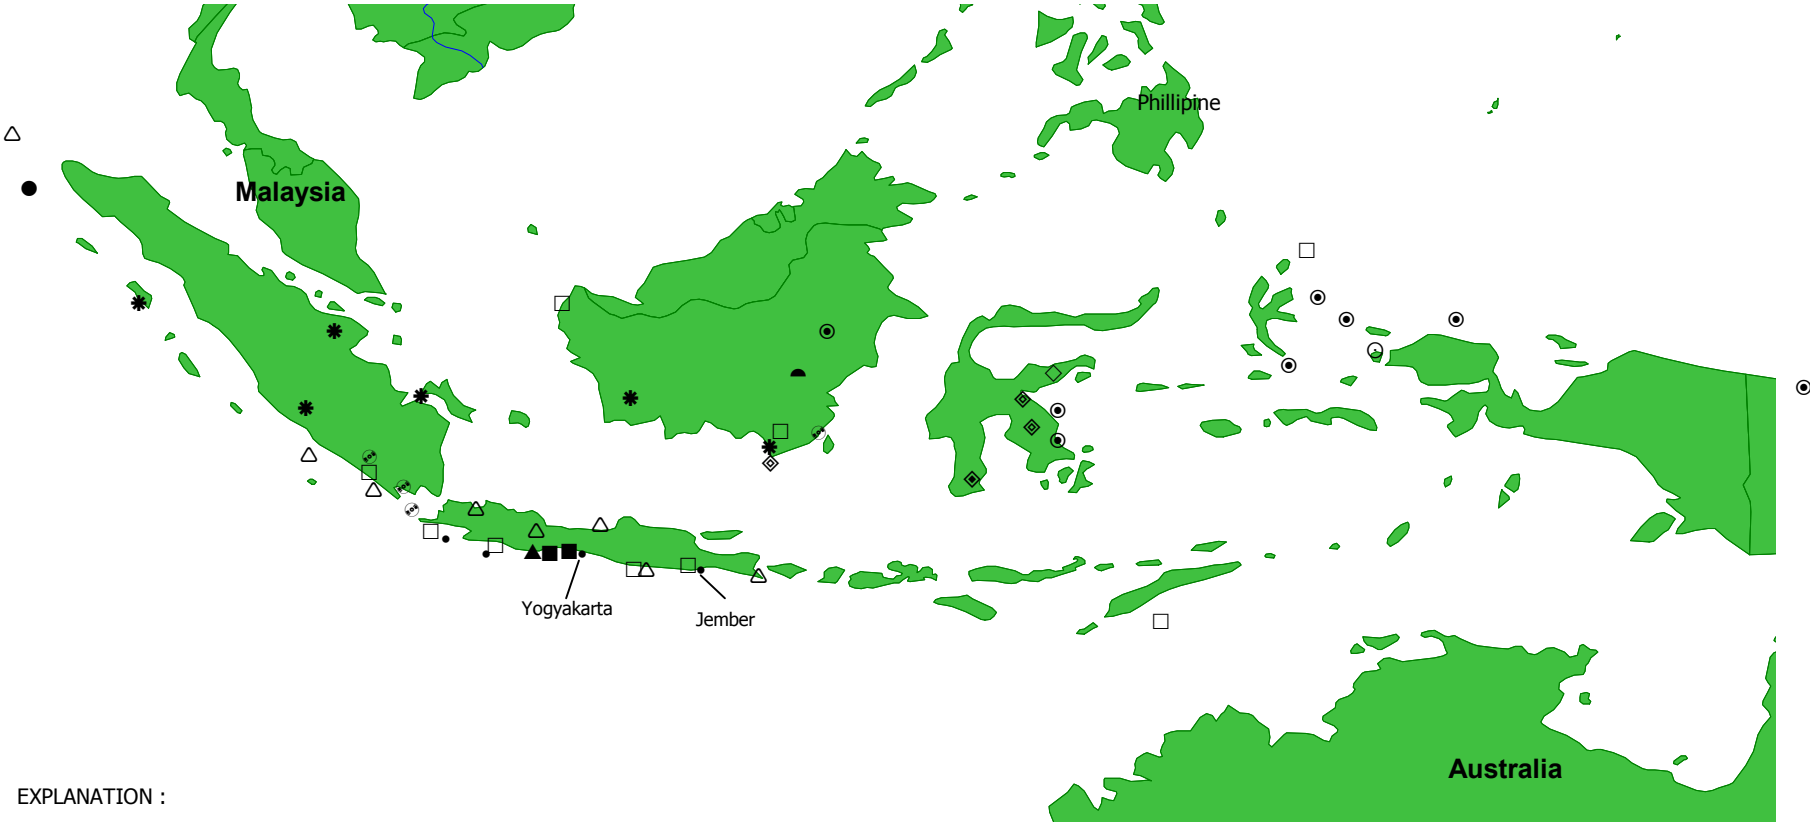 Phillipine
Malaysia
Yogyakarta
Jember
Australia
EXPLANATION :